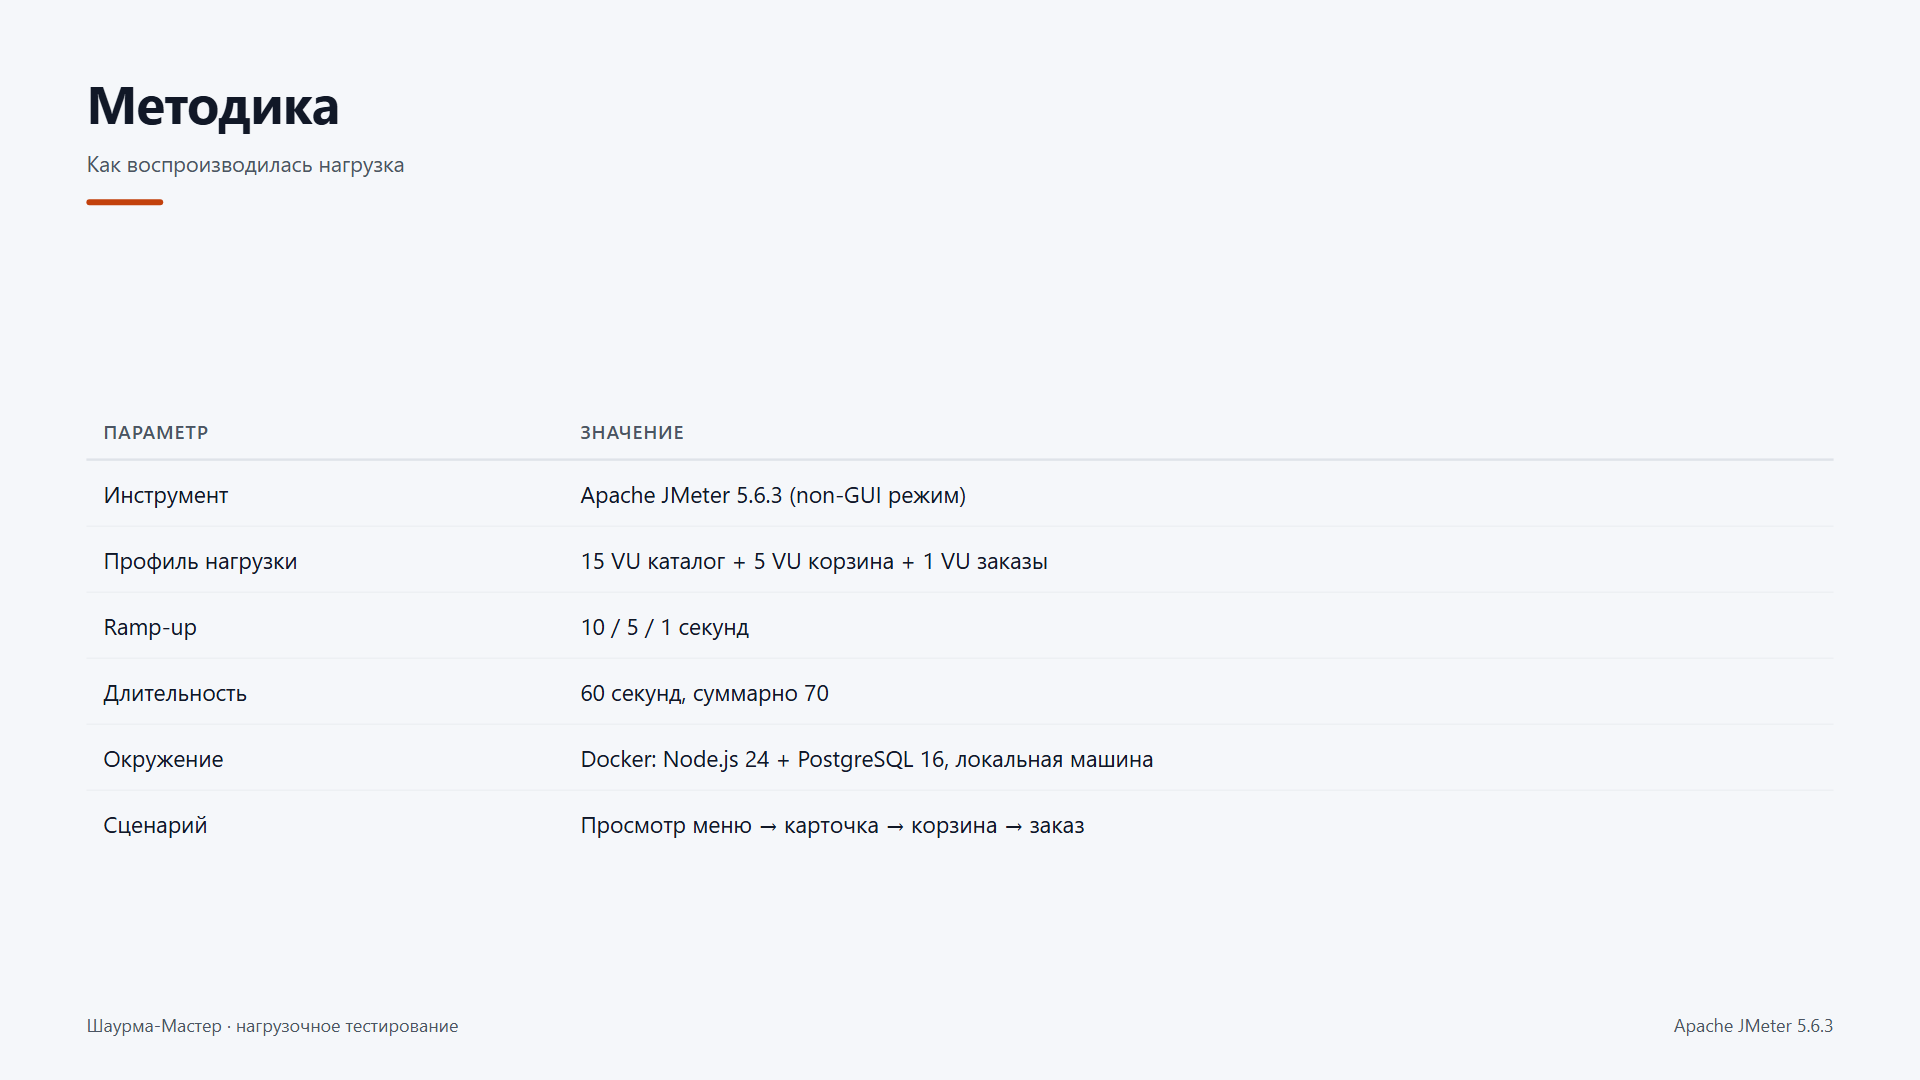 Методика
Как воспроизводилась нагрузка
ПАРАМЕТР ЗНАЧЕНИЕ
Инструмент Apache JMeter 5.6.3 (non-GUI режим)
Профиль нагрузки 15 VU каталог + 5 VU корзина + 1 VU заказы
Ramp-up 10 / 5 / 1 секунд
Длительность 60 секунд, суммарно 70
Окружение Docker: Node.js 24 + PostgreSQL 16, локальная машина
Сценарий Просмотр меню → карточка → корзина → заказ
Шаурма-Мастер · нагрузочное тестирование Apache JMeter 5.6.3